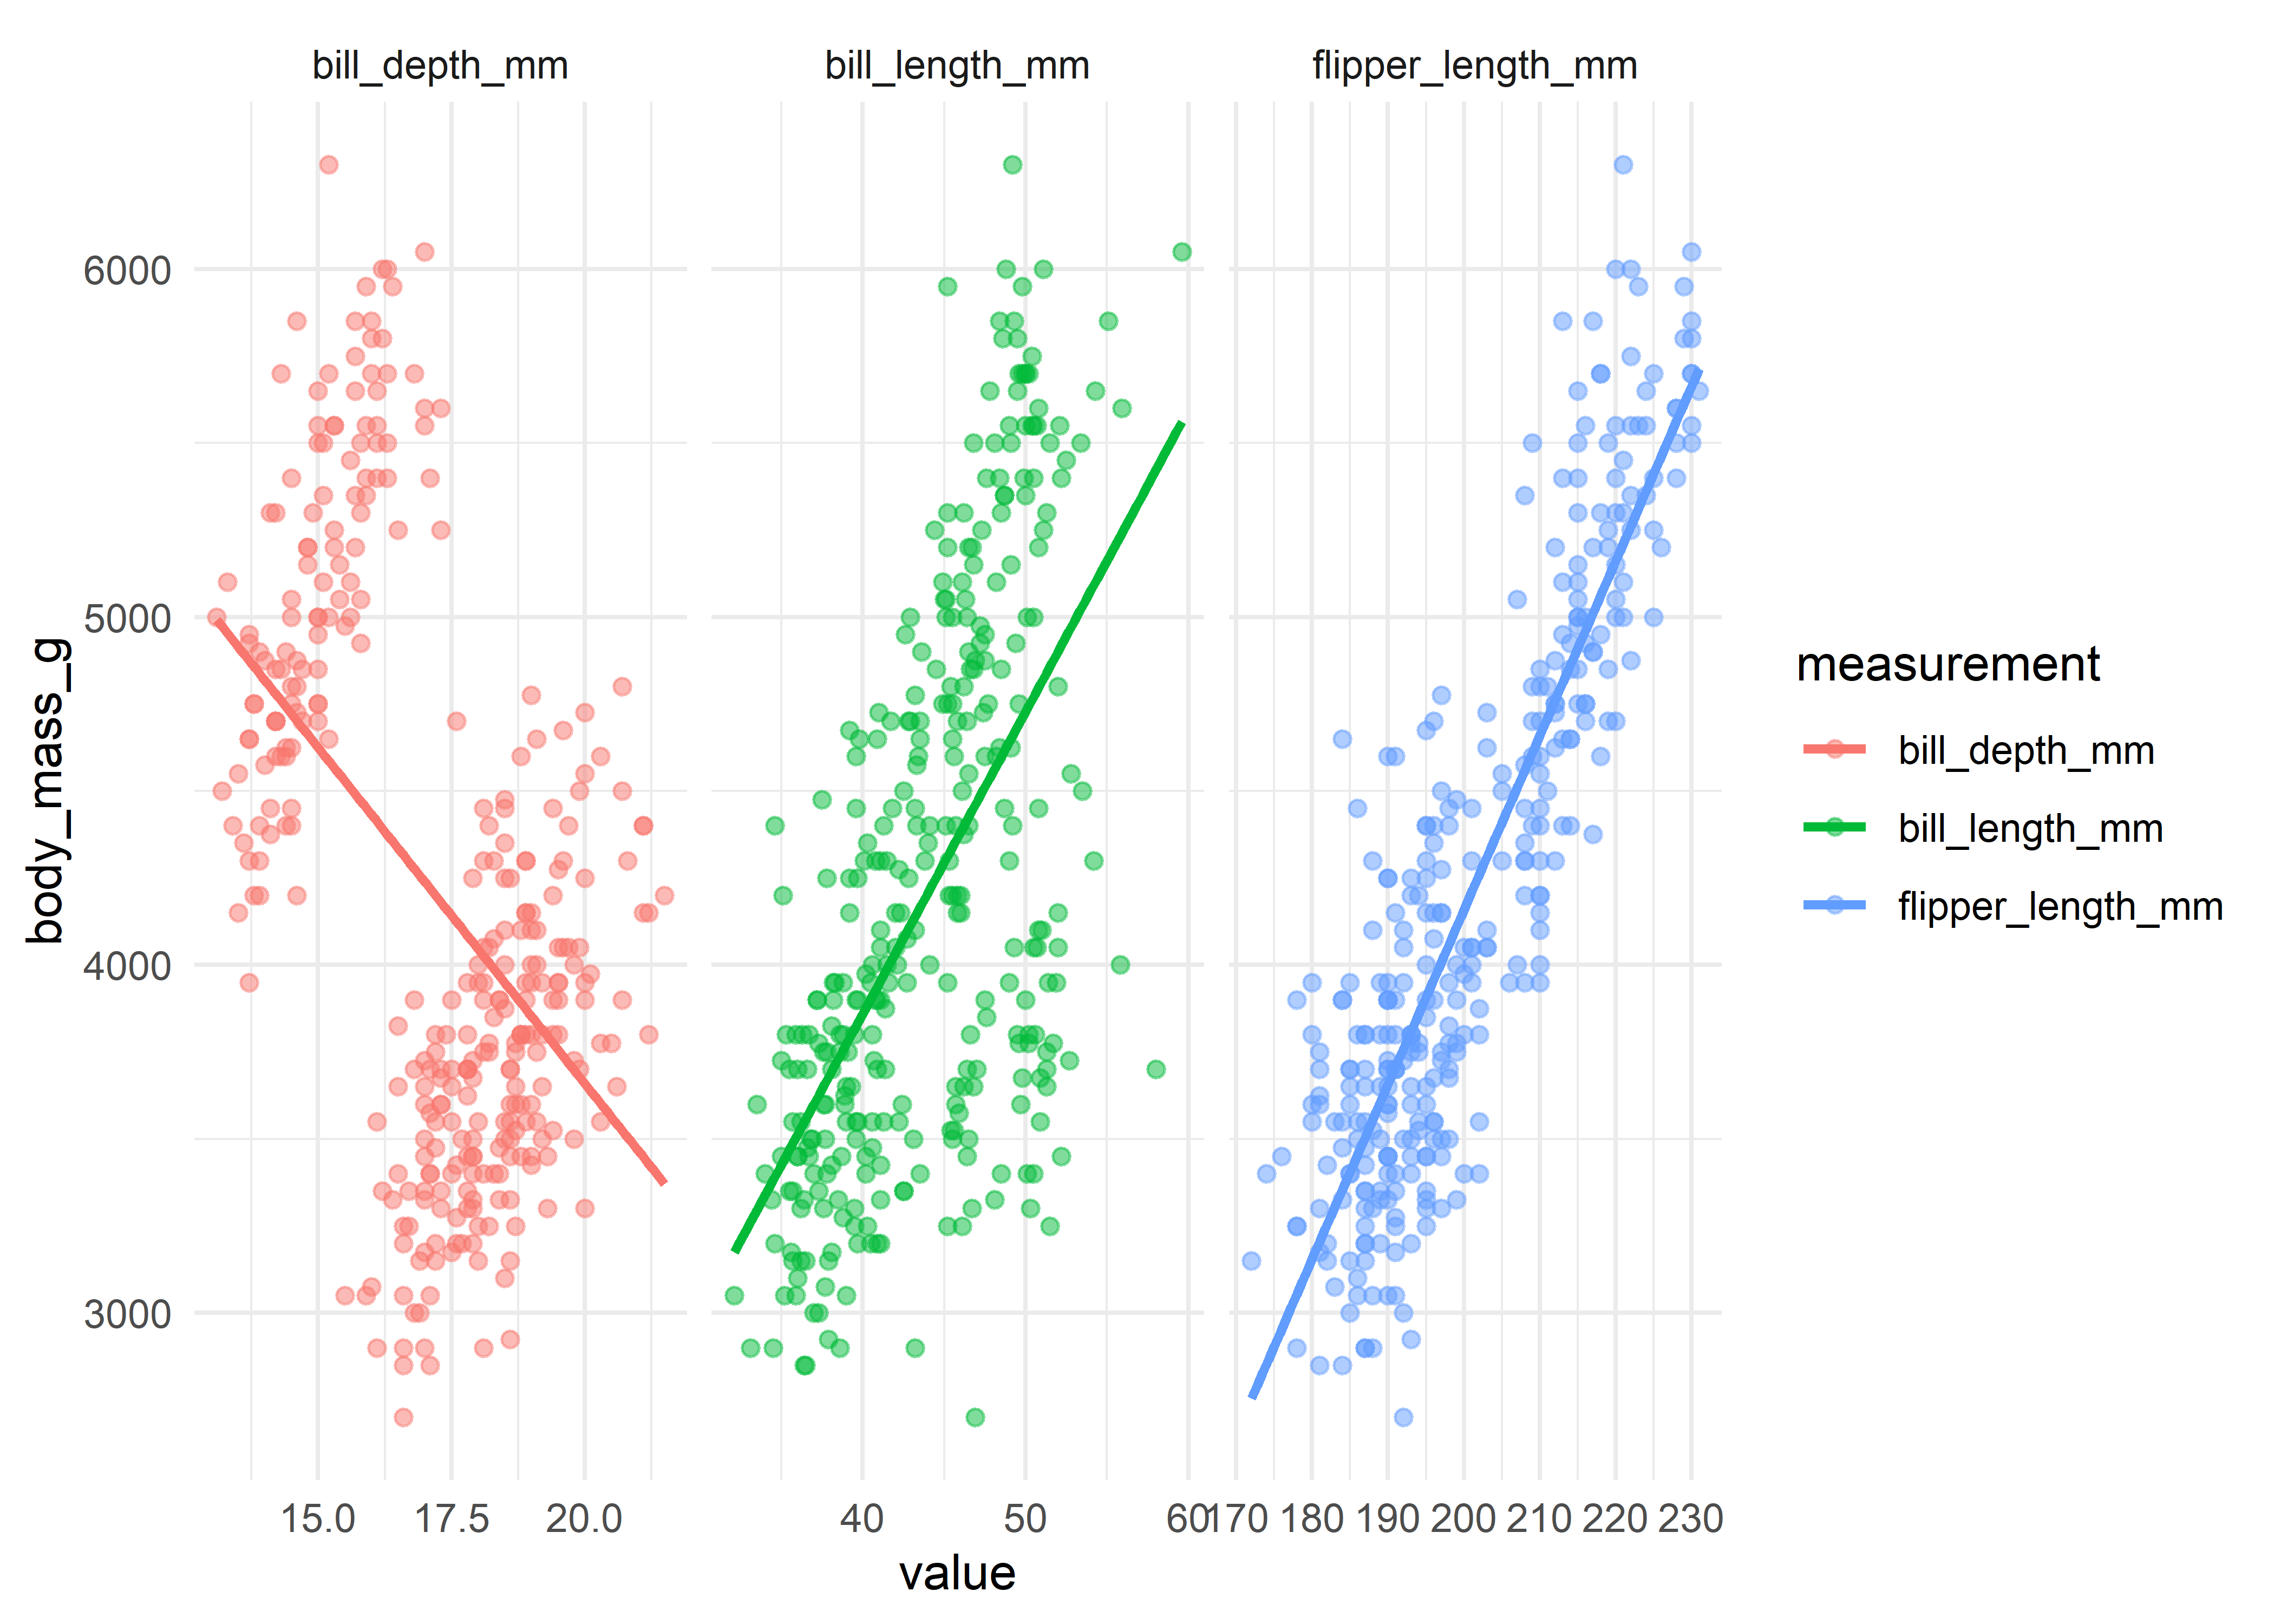 bill_depth_mm
bill_length_mm
flipper_length_mm
6000
5000
4000
3000
body_mass_g
15.0 17.5 20.0
40 50 60
170 180 190 200 210 220 230
value
measurement
bill_depth_mm
bill_length_mm
flipper_length_mm